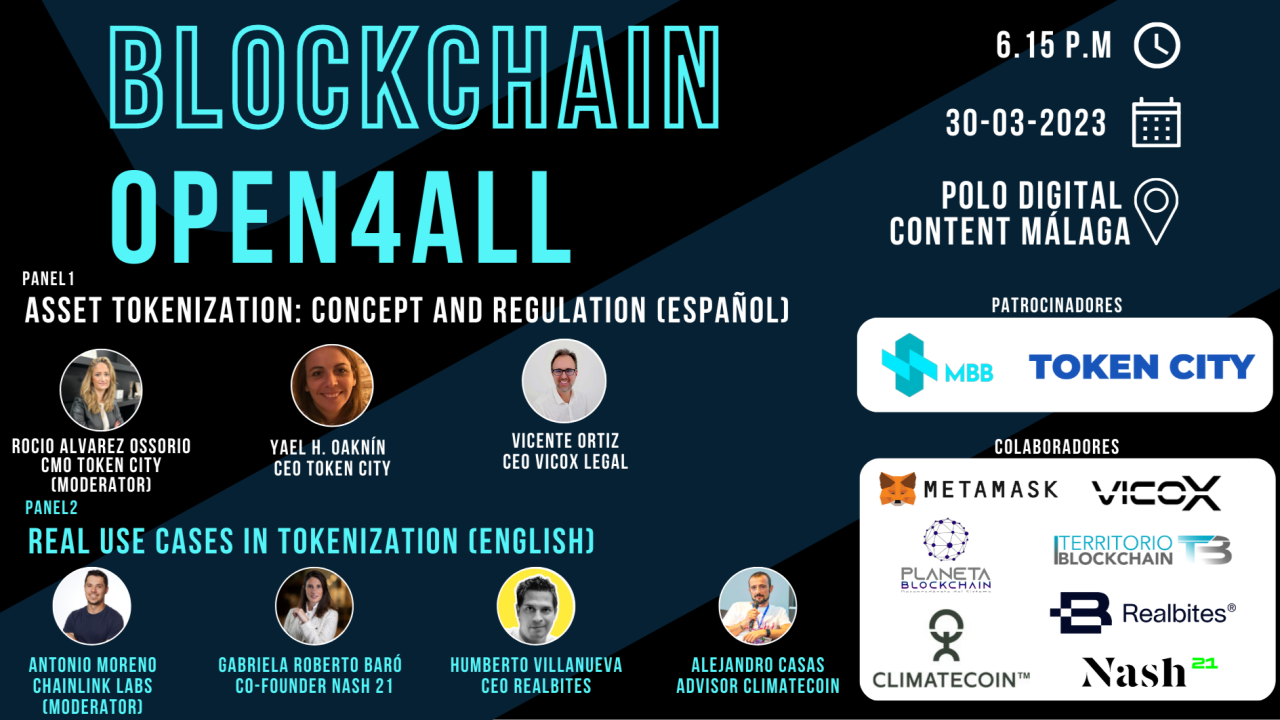 BLOCKCHAIN
OPEN4ALL
6.15 P.M
30-03-2023
POLO DIGITAL
CONTENT MÁLAGA
PANEL1
ASSET TOKENIZATION: CONCEPT AND REGULATION (ESPAÑOL)
ROCIO ALVAREZ OSSORIO
CMO TOKEN CITY
(MODERATOR)
YAEL H. OAKNÍN
CEO TOKEN CITY
VICENTE ORTIZ
CEO VICOX LEGAL
PANEL2
REAL USE CASES IN TOKENIZATION (ENGLISH)
ANTONIO MORENO
CHAINLINK LABS
(MODERATOR)
GABRIELA ROBERTO BARÓ
CO-FOUNDER NASH 21
HUMBERTO VILLANUEVA
CEO REALBITES
ALEJANDRO CASAS
ADVISOR CLIMATECOIN
PATROCINADORES
MBB
TOKEN CITY
COLABORADORES
METAMASK
VICOX
PLANETA
BLOCKCHAIN
TERRITORIO
BLOCKCHAIN
TB
Realbites®
CLIMATECOIN™
Nash21